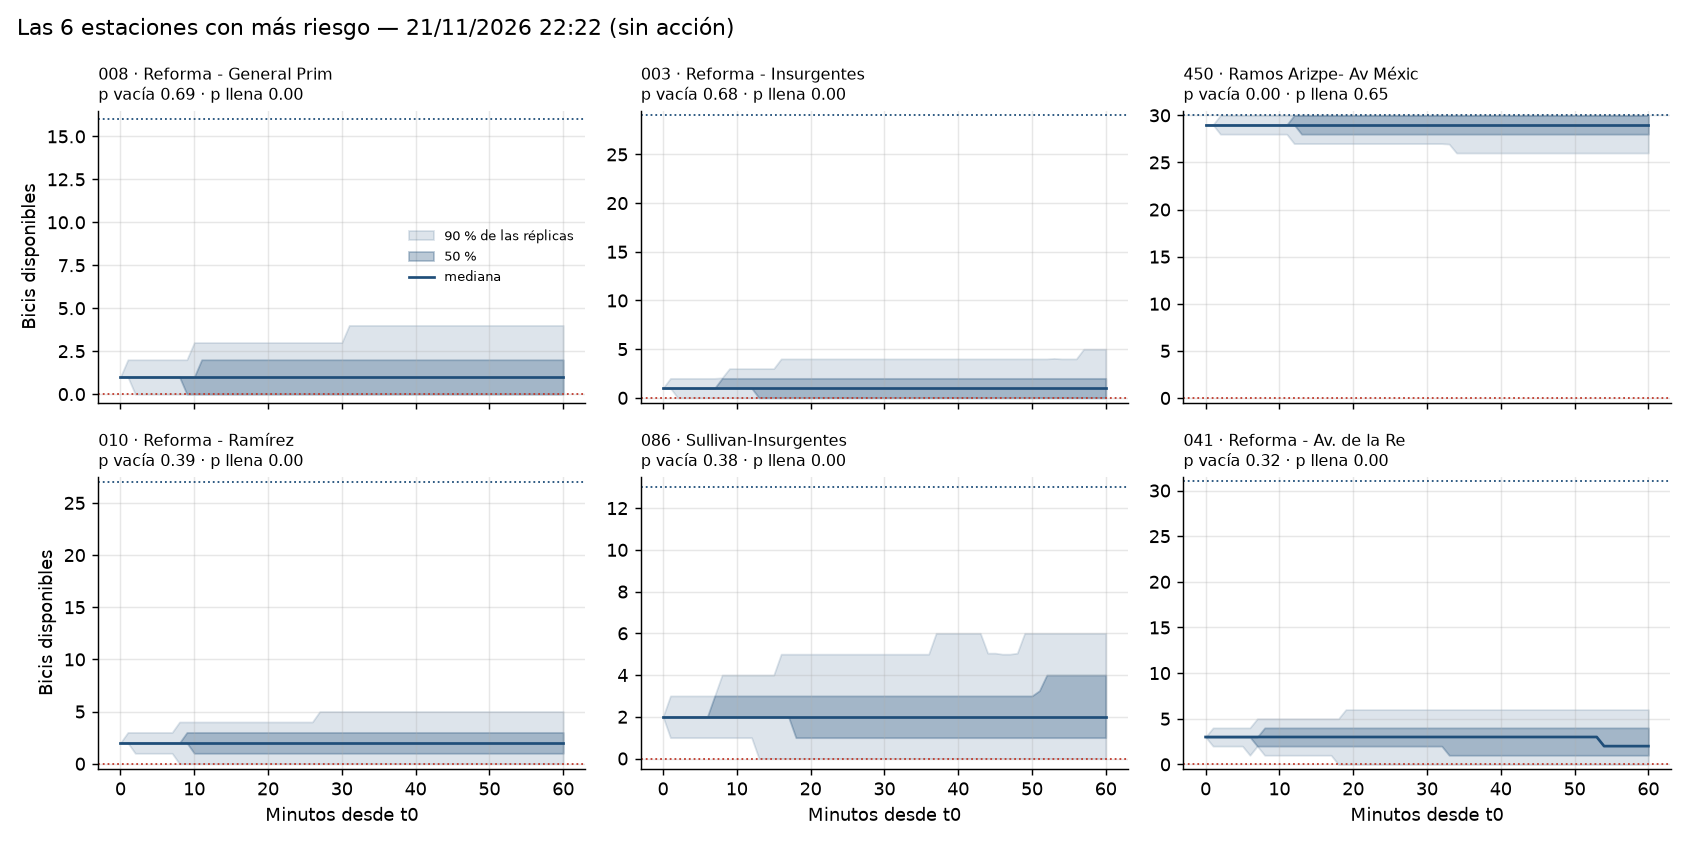 Las 6 estaciones con más riesgo — 21/11/2026 22:22 (sin acción)
008 · Reforma - General Prim
p vacía 0.69 · p llena 0.00
15.0
12.5
10.0
7.5
5.0
2.5
0.0
Bicis disponibles
90 % de las réplicas
50 %
mediana
003 · Reforma - Insurgentes
p vacía 0.68 · p llena 0.00
25
20
15
10
5
0
450 · Ramos Arizpe- Av Méxic
p vacía 0.00 · p llena 0.65
30
25
20
15
10
5
0
010 · Reforma - Ramírez
p vacía 0.39 · p llena 0.00
25
20
15
10
5
0
Bicis disponibles
0 10 20 30 40 50 60
Minutos desde t0
086 · Sullivan-Insurgentes
p vacía 0.38 · p llena 0.00
12
10
8
6
4
2
0
0 10 20 30 40 50 60
Minutos desde t0
041 · Reforma - Av. de la Re
p vacía 0.32 · p llena 0.00
30
25
20
15
10
5
0
0 10 20 30 40 50 60
Minutos desde t0